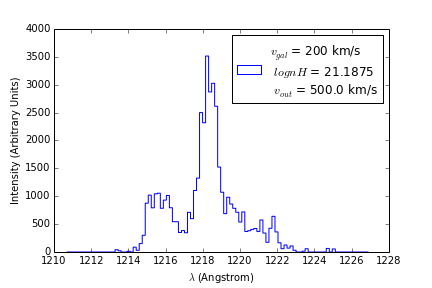 4000
3500
3000
2500
2000
1500
1000
500
0
Intensity (Arbitrary Units)
v_gal = 200 km/s
lognH = 21.1875
v_out = 500.0 km/s
1210 1212 1214 1216 1218 1220 1222 1224 1226 1228
λ (Angstrom)